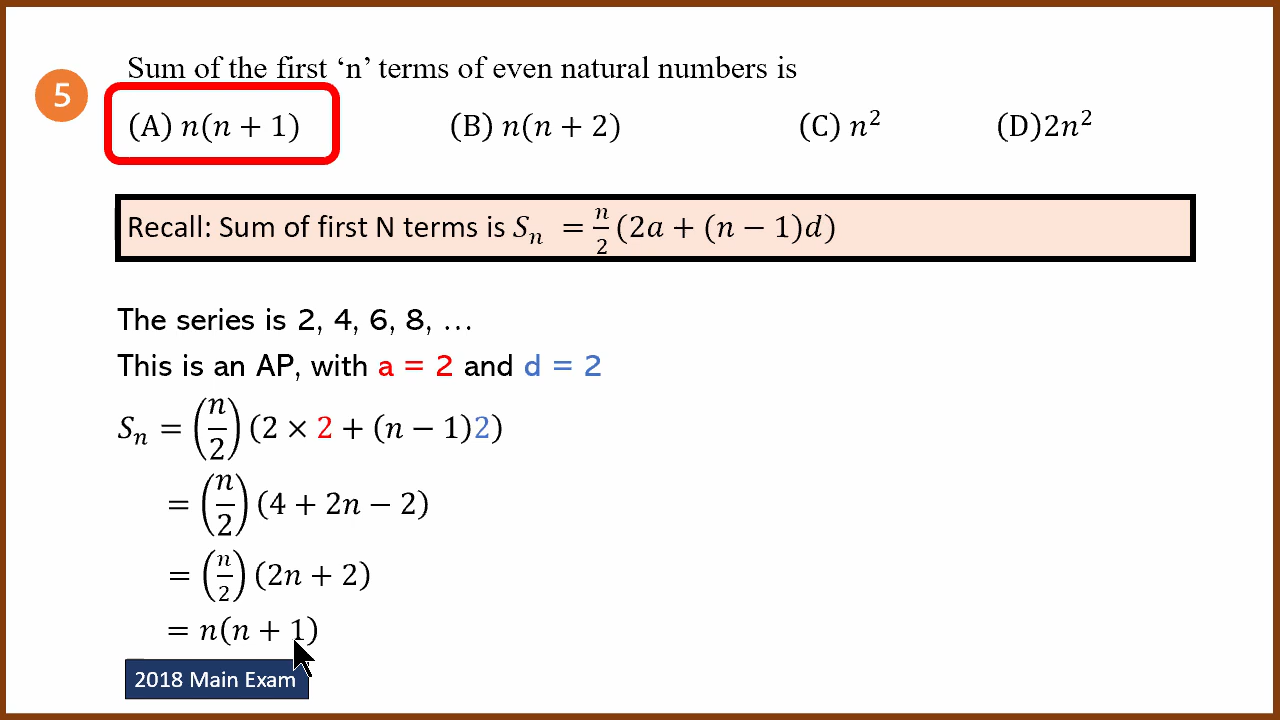 Sum of the first ‘n’ terms of even natural numbers is
5
(A) n(n + 1) (B) n(n + 2) (C) n² (D)2n²
Recall: Sum of first N terms is Sₙ = n/2 (2a + (n − 1)d)
The series is 2, 4, 6, 8, …
This is an AP, with a = 2 and d = 2
Sₙ = (n/2) (2 × 2 + (n − 1)2)
= (n/2) (4 + 2n − 2)
= (n/2) (2n + 2)
= n(n + 1)
2018 Main Exam